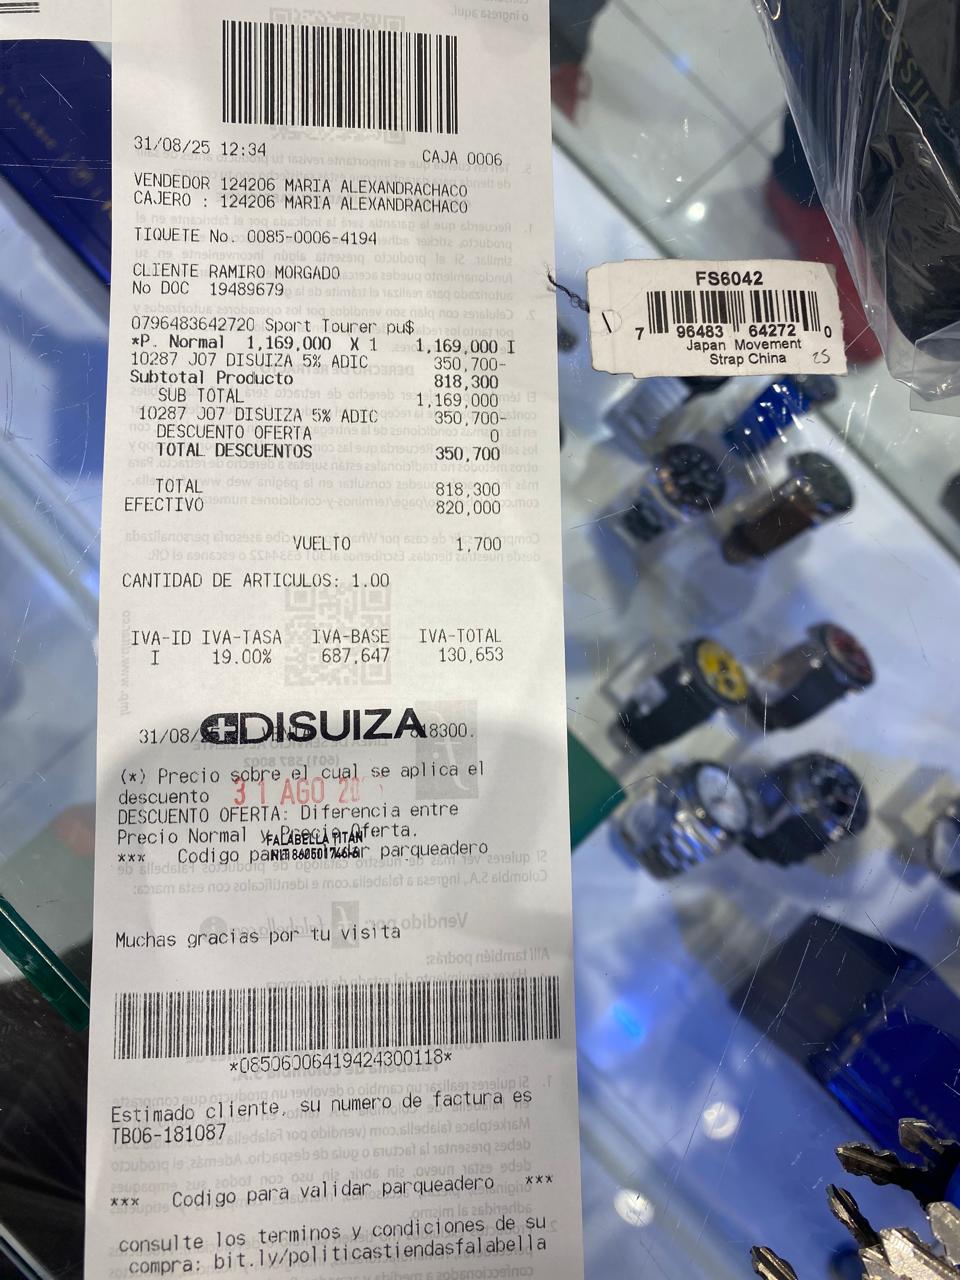 31/08/25 12:34 CAJA 0006
VENDEDOR 124206 MARIA ALEXANDRACHACO
CAJERO : 124206 MARIA ALEXANDRACHACO
TIQUETE No. 0085-0006-4194
CLIENTE RAMIRO MORGADO
No DOC 19489679
0796483642720 Sport Tourer pu$
*P. Normal 1,169,000 X 1 1,169,000 I
10287 J07 DISUIZA 5% ADIC 350,700-
Subtotal Producto 818,300
SUB TOTAL 1,169,000
10287 J07 DISUIZA 5% ADIC 350,700-
DESCUENTO OFERTA 0
TOTAL DESCUENTOS 350,700
TOTAL 818,300
EFECTIVO 820,000
VUELTO 1,700
CANTIDAD DE ARTICULOS: 1.00
IVA-ID IVA-TASA IVA-BASE IVA-TOTAL
I 19.00% 687,647 130,653
31/08/ DISUIZA 18300.
(*) Precio sobre el cual se aplica el
descuento 31 AGO 20
DESCUENTO OFERTA: Diferencia entre
Precio Normal y Precio Oferta.
FALABELLA TITAN
*** Codigo para parqueadero
Muchas gracias por tu visita
*08506006419424300118*
Estimado cliente, su numero de factura es
TB06-181087
*** Codigo para validar parqueadero ***
consulte los terminos y condiciones de su
compra: bit.ly/politicastiendasfalabella
FS6042
7 96483 64272 0
Japan Movement
Strap China 25